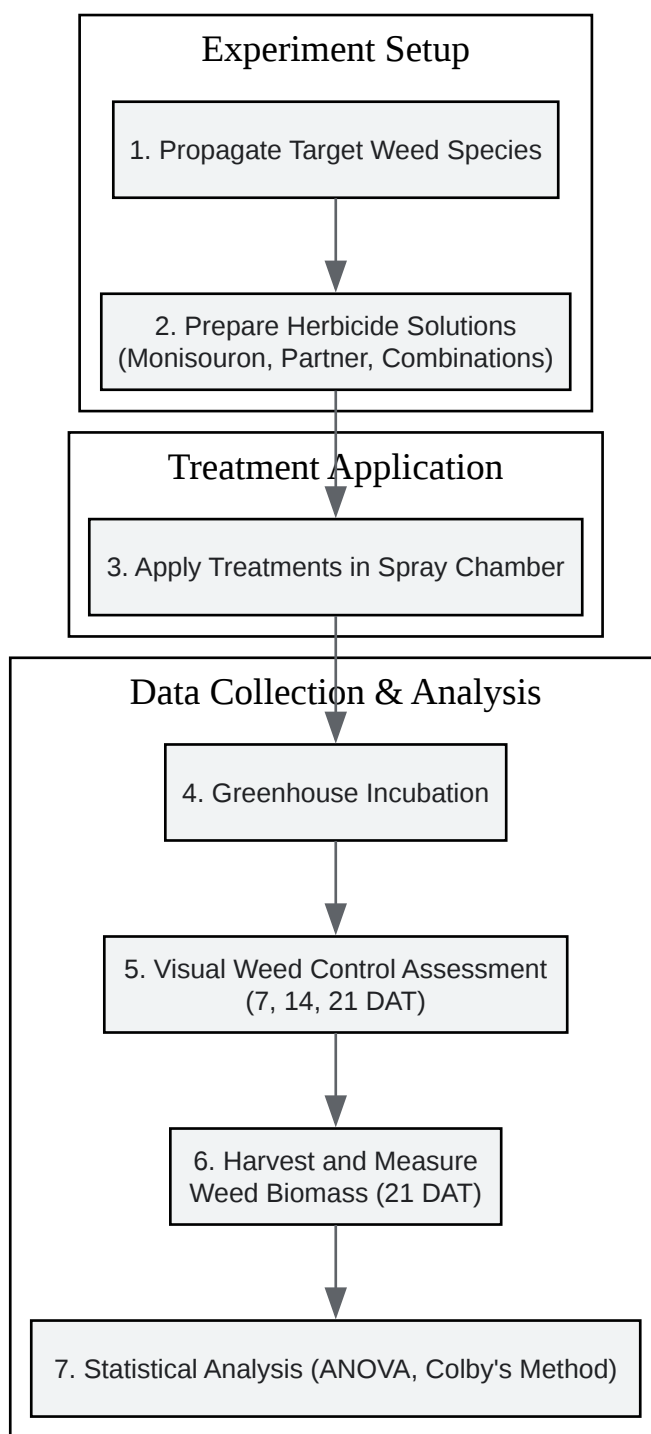 Experiment Setup
1. Propagate Target Weed Species
2. Prepare Herbicide Solutions
(Monisouron, Partner, Combinations)
Treatment Application
3. Apply Treatments in Spray Chamber
Data Collection & Analysis
4. Greenhouse Incubation
5. Visual Weed Control Assessment
(7, 14, 21 DAT)
6. Harvest and Measure
Weed Biomass (21 DAT)
7. Statistical Analysis (ANOVA, Colby's Method)